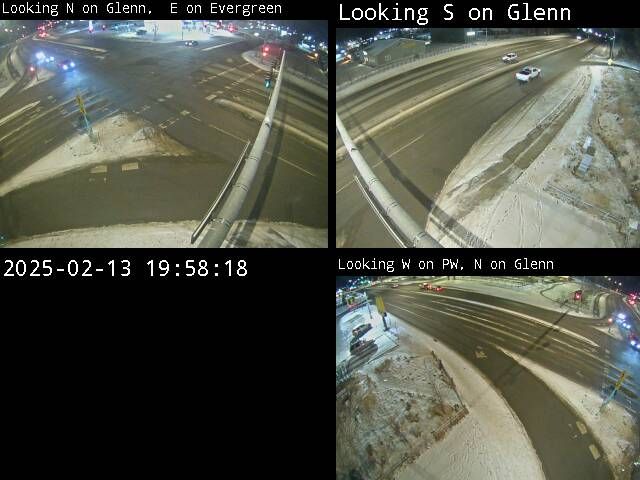 Looking N on Glenn,  E on Evergreen
Looking S on Glenn
2025-02-13 19:58:18
Looking W on PW, N on Glenn